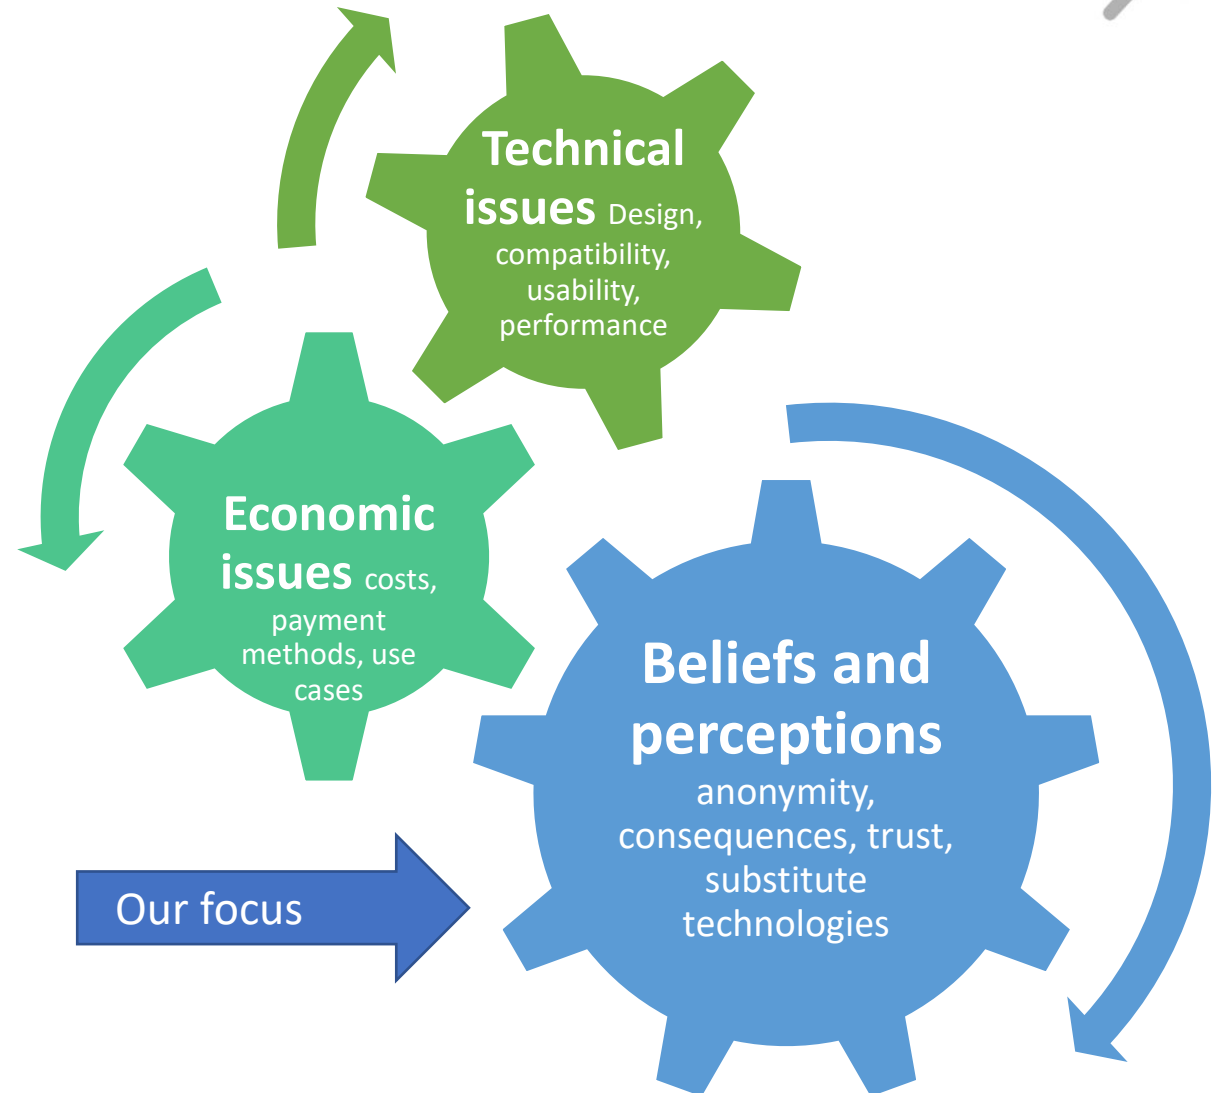 Technical
issues Design,
compatibility,
usability,
performance
Economic
issues costs,
payment
methods, use
cases
Beliefs and
perceptions
anonymity,
consequences, trust,
substitute
technologies
Our focus